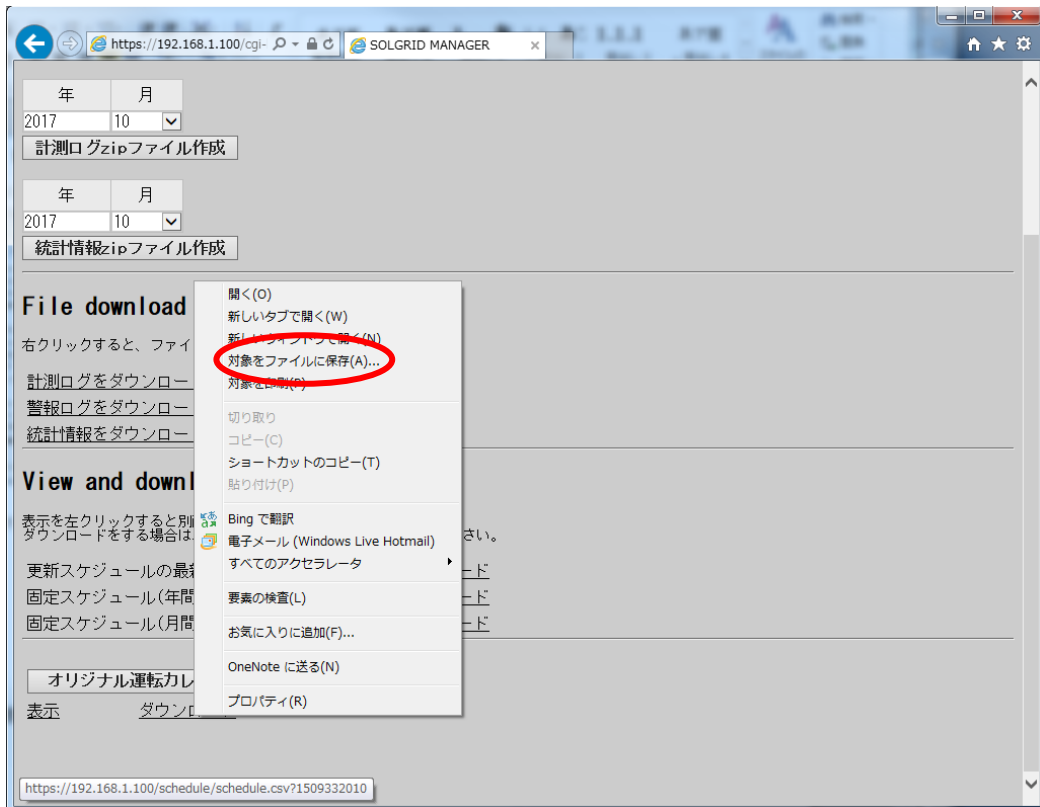 https://192.168.1.100/cgi- SOLGRID MANAGER
年 月
2017 10
計測ログzipファイル作成
年 月
2017 10
統計情報zipファイル作成
File download
右クリックすると、ファイ
計測ログをダウンロー
警報ログをダウンロー
統計情報をダウンロー
開く(O)
新しいタブで開く(W)
新しいウィンドウで開く(N)
対象をファイルに保存(A)...
対象を印刷(P)
切り取り
コピー(C)
ショートカットのコピー(T)
貼り付け(P)
Bing で翻訳
電子メール (Windows Live Hotmail)
すべてのアクセラレータ
要素の検査(L)
お気に入りに追加(F)...
OneNote に送る(N)
プロパティ(R)
View and downl
表示を左クリックすると別
ダウンロードをする場合は さい。
更新スケジュールの最 ード
固定スケジュール(年間 ード
固定スケジュール(月間 ード
オリジナル運転カレ
表示 ダウンロード
https://192.168.1.100/schedule/schedule.csv?1509332010